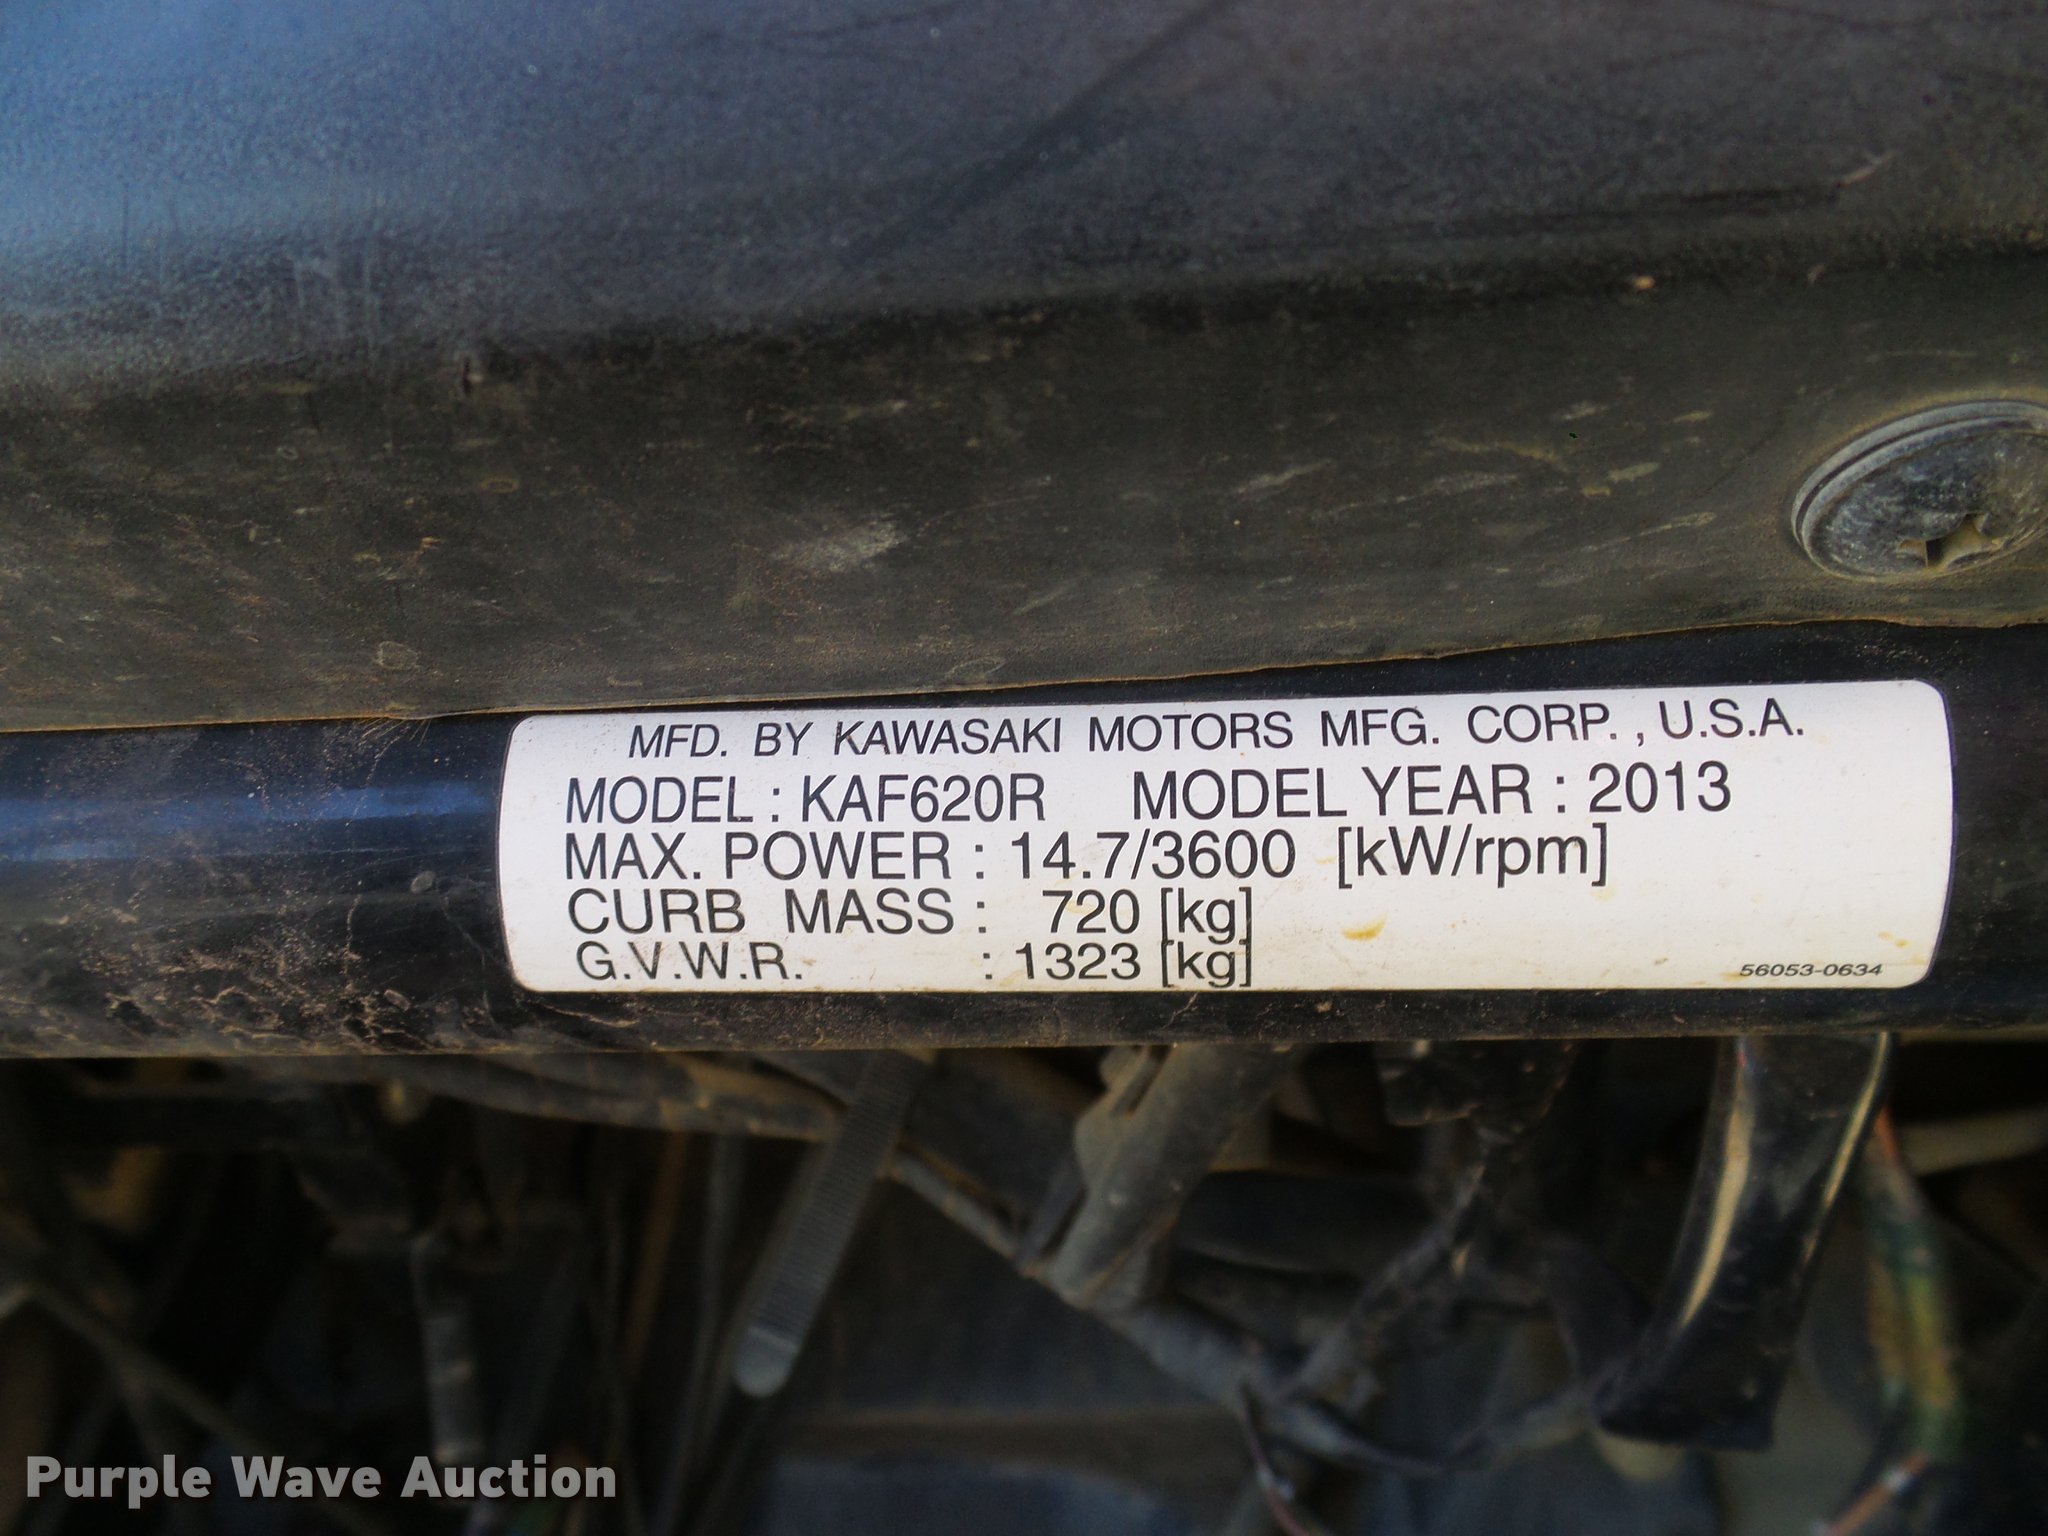 MFD. BY KAWASAKI MOTORS MFG. CORP., U.S.A.
MODEL : KAF620R MODEL YEAR : 2013
MAX. POWER : 14.7/3600 [kW/rpm]
CURB MASS : 720 [kg]
G.V.W.R. : 1323 [kg]
56053-0634
Purple Wave Auction